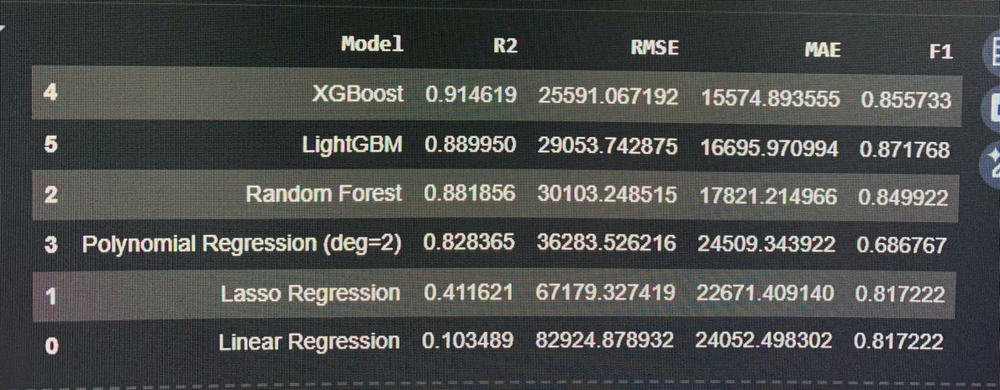 Model R2 RMSE MAE F1
4 XGBoost 0.914619 25591.067192 15574.893555 0.855733
5 LightGBM 0.889950 29053.742875 16695.970994 0.871768
2 Random Forest 0.881856 30103.248515 17821.214966 0.849922
3 Polynomial Regression (deg=2) 0.828365 36283.526216 24509.343922 0.686767
1 Lasso Regression 0.411621 67179.327419 22671.409140 0.817222
0 Linear Regression 0.103489 82924.878932 24052.498302 0.817222